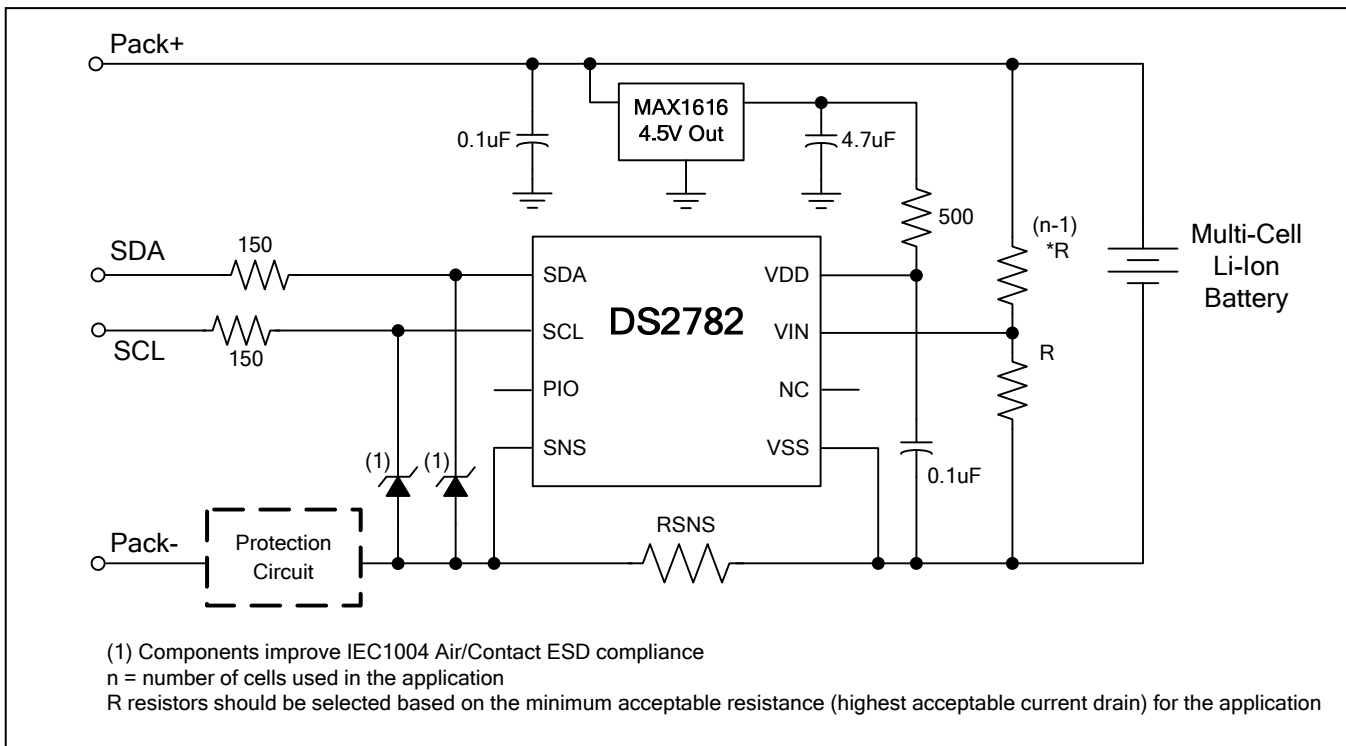 Pack+
MAX1616
4.5V Out
0.1uF
4.7uF
500
(n-1)
*R
Multi-Cell
Li-Ion
Battery
SDA
150
SDA
VDD
DS2782
SCL
150
SCL
VIN
R
PIO
NC
SNS
VSS
(1)
(1)
0.1uF
RSNS
Pack-
Protection
Circuit
(1) Components improve IEC1004 Air/Contact ESD compliance
n = number of cells used in the application
R resistors should be selected based on the minimum acceptable resistance (highest acceptable current drain) for the application